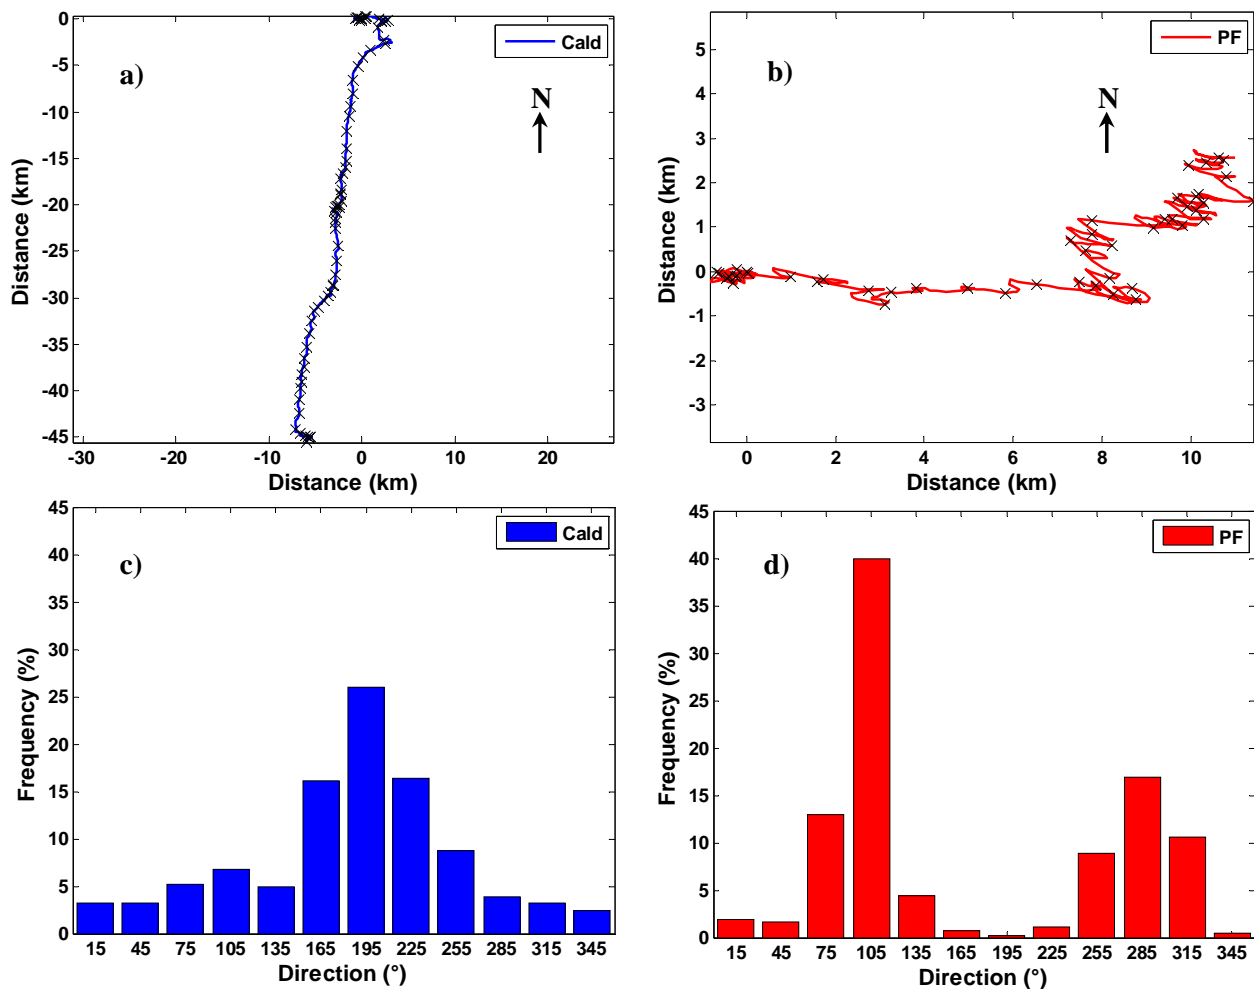 a)
Cald
N
0
-5
-10
-15
-20
-25
-30
-35
-40
-45
Distance (km)
-30 -20 -10 0 10 20
Distance (km)
b)
PF
N
5
4
3
2
1
0
-1
-2
-3
Distance (km)
0 2 4 6 8 10
Distance (km)
c)
Cald
45
40
35
30
25
20
15
10
5
0
Frequency (%)
15 45 75 105 135 165 195 225 255 285 315 345
Direction (°)
d)
PF
45
40
35
30
25
20
15
10
5
0
Frequency (%)
15 45 75 105 135 165 195 225 255 285 315 345
Direction (°)